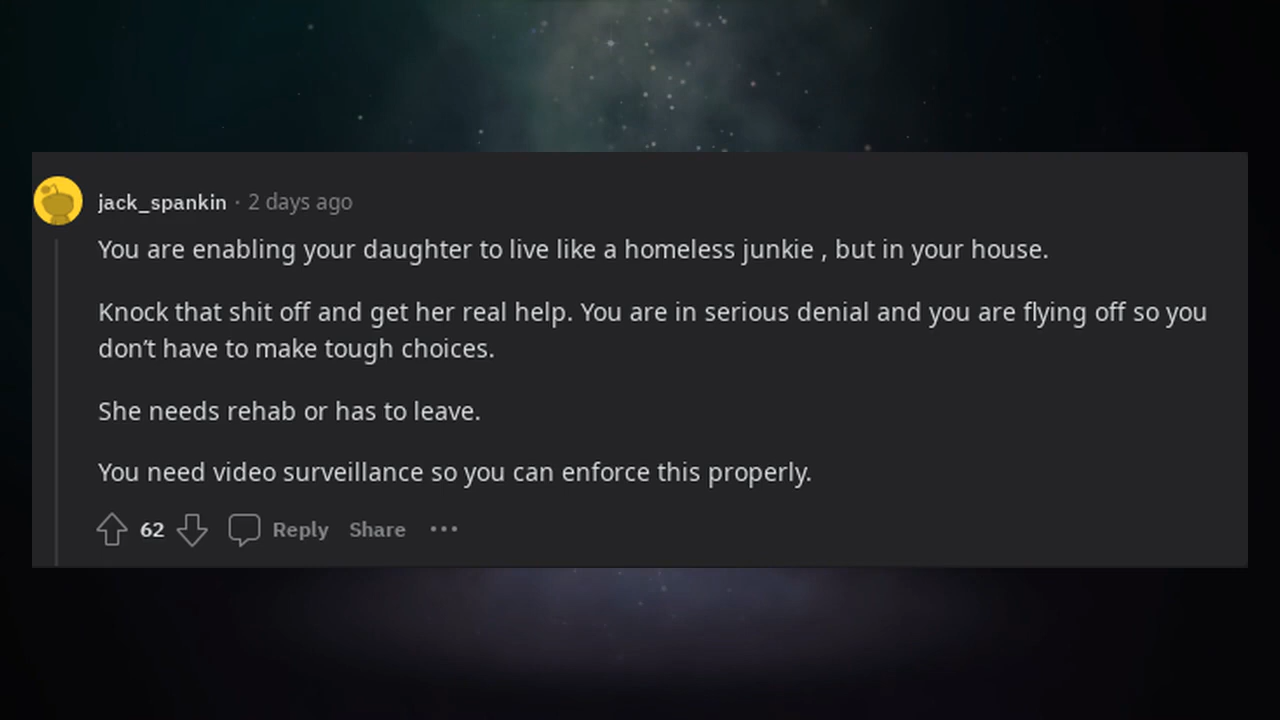 jack_spankin · 2 days ago
You are enabling your daughter to live like a homeless junkie , but in your house.
Knock that shit off and get her real help. You are in serious denial and you are flying off so you
don’t have to make tough choices.
She needs rehab or has to leave.
You need video surveillance so you can enforce this properly.
62 Reply Share ···